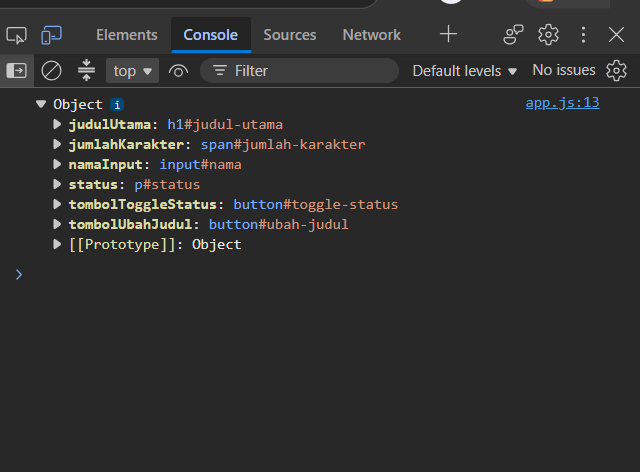 Elements Console Sources Network
top Filter Default levels No issues
Object i app.js:13
judulUtama: h1#judul-utama
jumlahKarakter: span#jumlah-karakter
namaInput: input#nama
status: p#status
tombolToggleStatus: button#toggle-status
tombolUbahJudul: button#ubah-judul
[[Prototype]]: Object